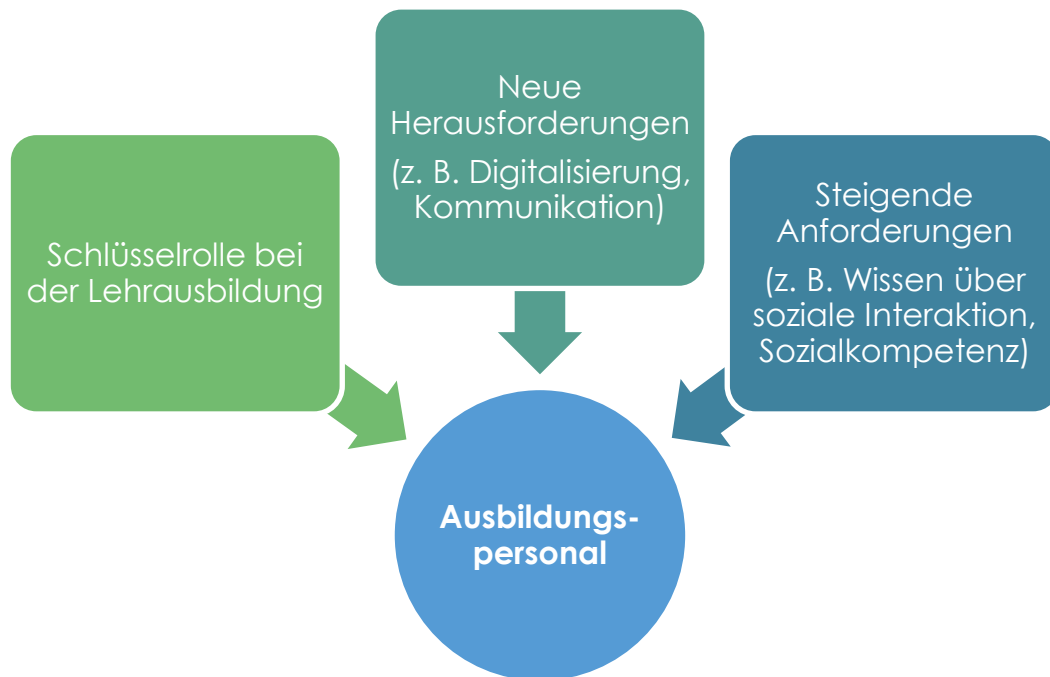 Schlüsselrolle bei
der Lehrausbildung
Neue
Herausforderungen
(z. B. Digitalisierung,
Kommunikation)
Steigende
Anforderungen
(z. B. Wissen über
soziale Interaktion,
Sozialkompetenz)
Ausbildungs-
personal